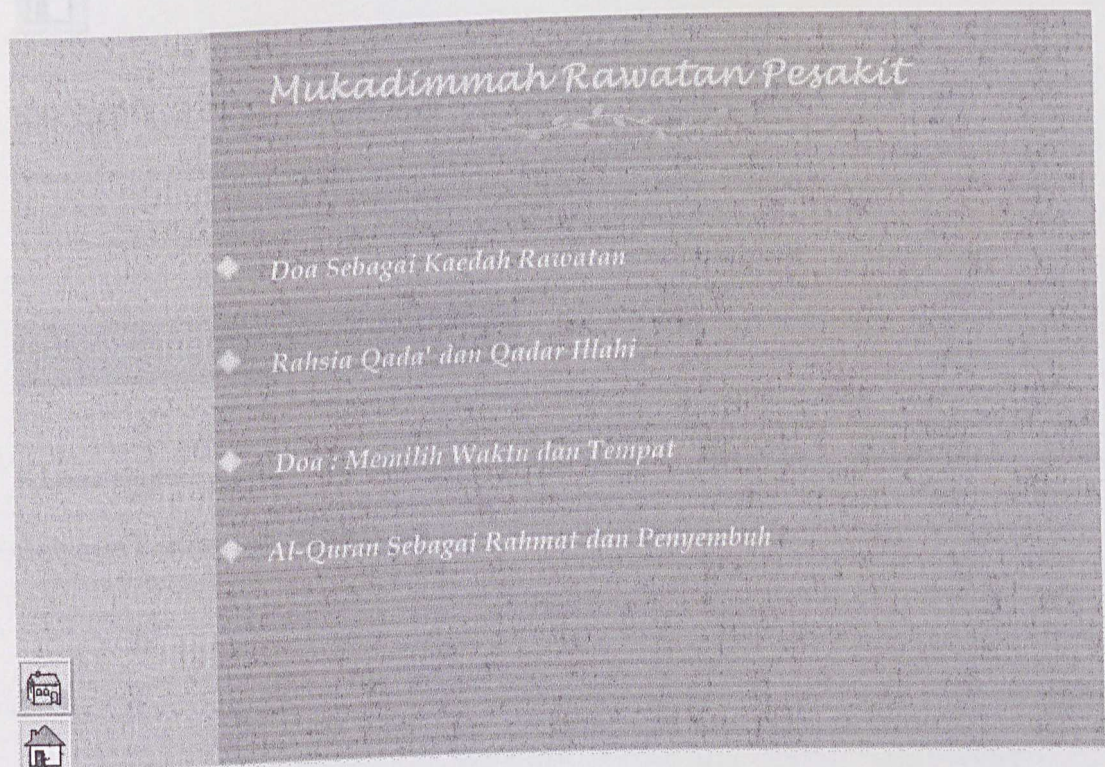 Mukadimmah Rawatan Pesakit
Doa Sebagai Kaedah Rawatan
Rahsia Qada' dan Qadar Illahi
Doa : Memilih Waktu dan Tempat
Al-Quran Sebagai Rahmat dan Penyembuh